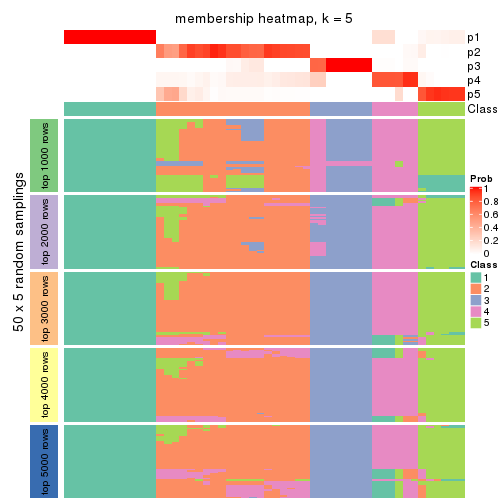 membership heatmap, k = 5
p1
p2
p3
p4
p5
Class
50 x 5 random samplings
top 1000 rows
top 2000 rows
top 3000 rows
top 4000 rows
top 5000 rows
Prob
1
0.8
0.6
0.4
0.2
0
Class
1
2
3
4
5